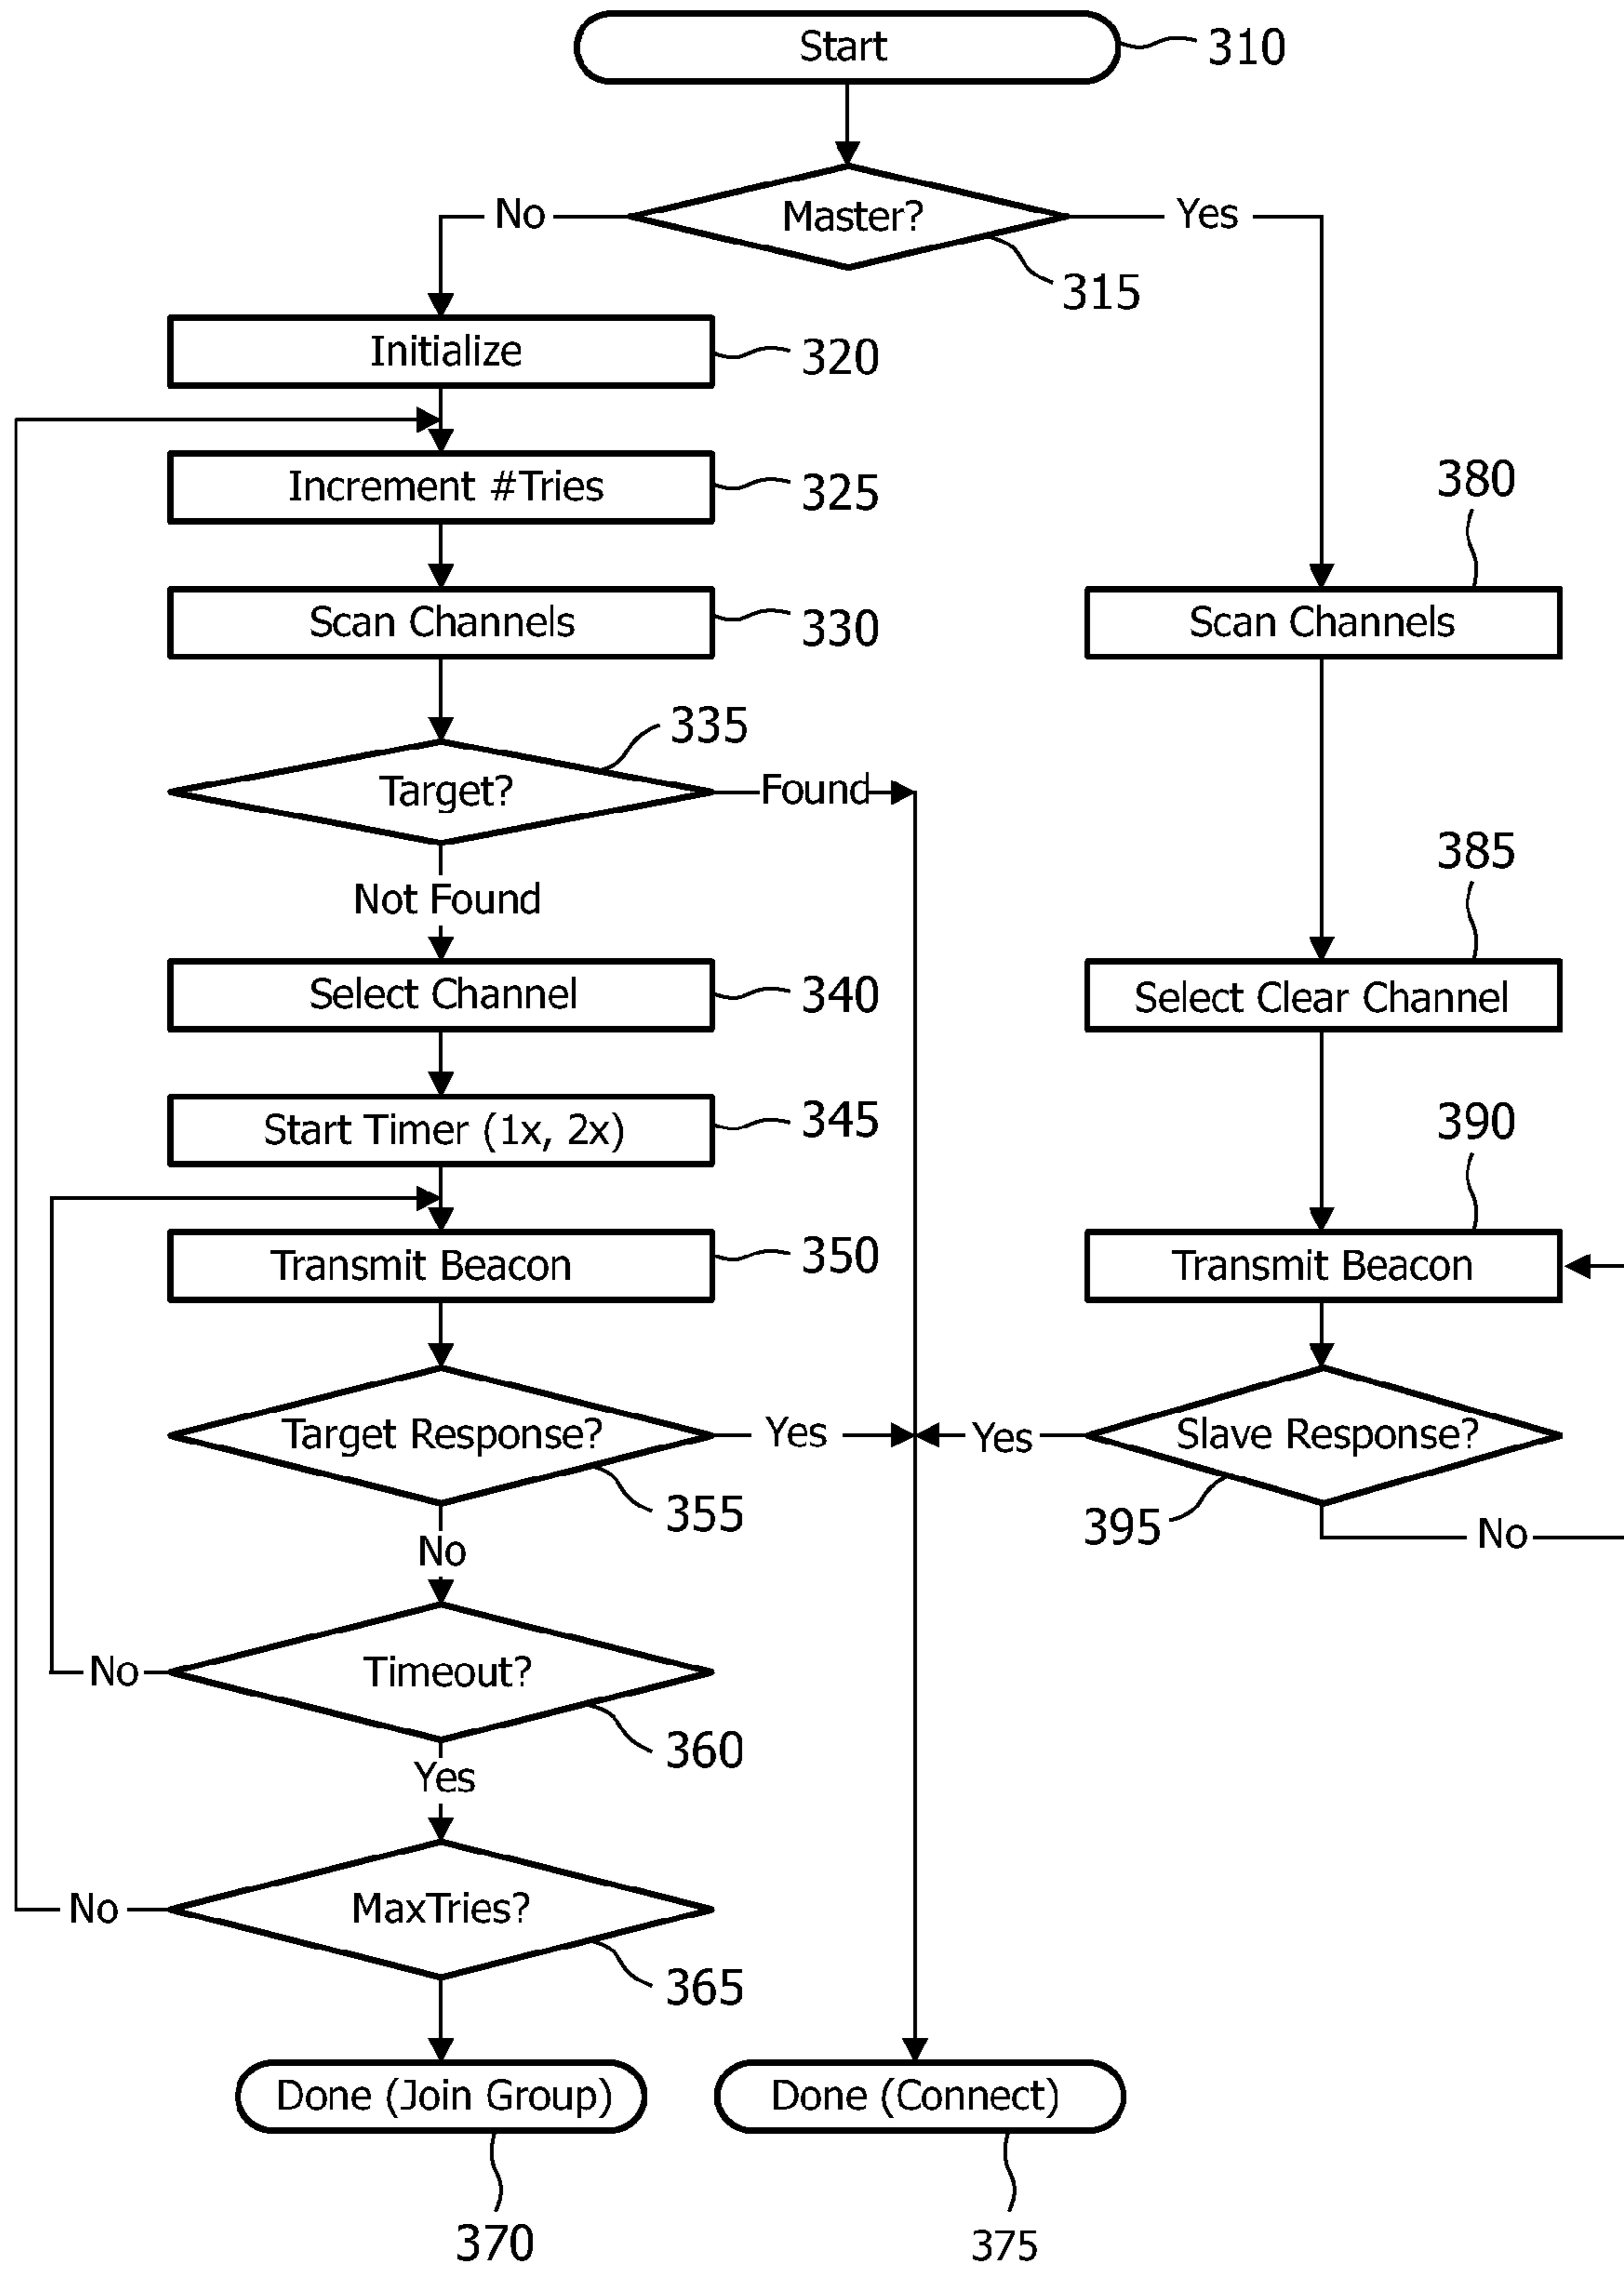 Start
310
No
Master?
Yes
315
Initialize
320
Increment #Tries
325
380
Scan Channels
330
Scan Channels
335
Target?
Found
385
Not Found
Select Channel
340
Select Clear Channel
Start Timer (1x, 2x)
345
390
Transmit Beacon
350
Transmit Beacon
Target Response?
Yes
Yes
Slave Response?
355
395
No
No
Timeout?
No
360
Yes
MaxTries?
No
365
Done (Join Group)
Done (Connect)
370
375